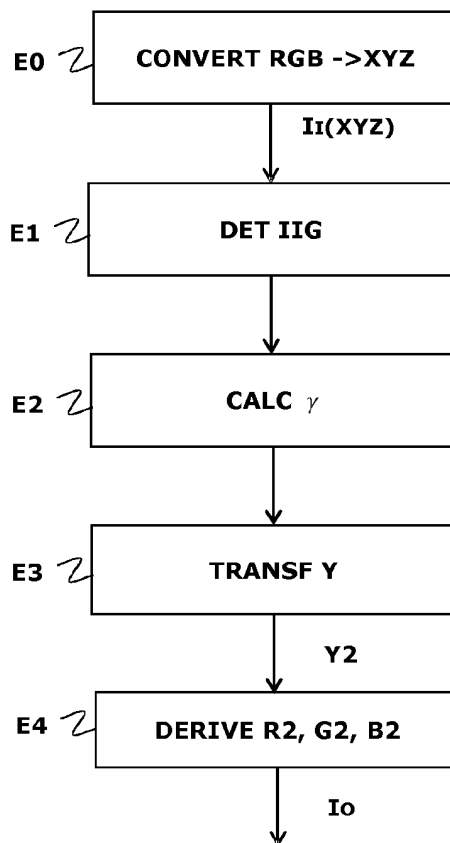 E0 CONVERT RGB ->XYZ
II(XYZ)
E1 DET IIG
E2 CALC γ
E3 TRANSF Y
Y2
E4 DERIVE R2, G2, B2
Io